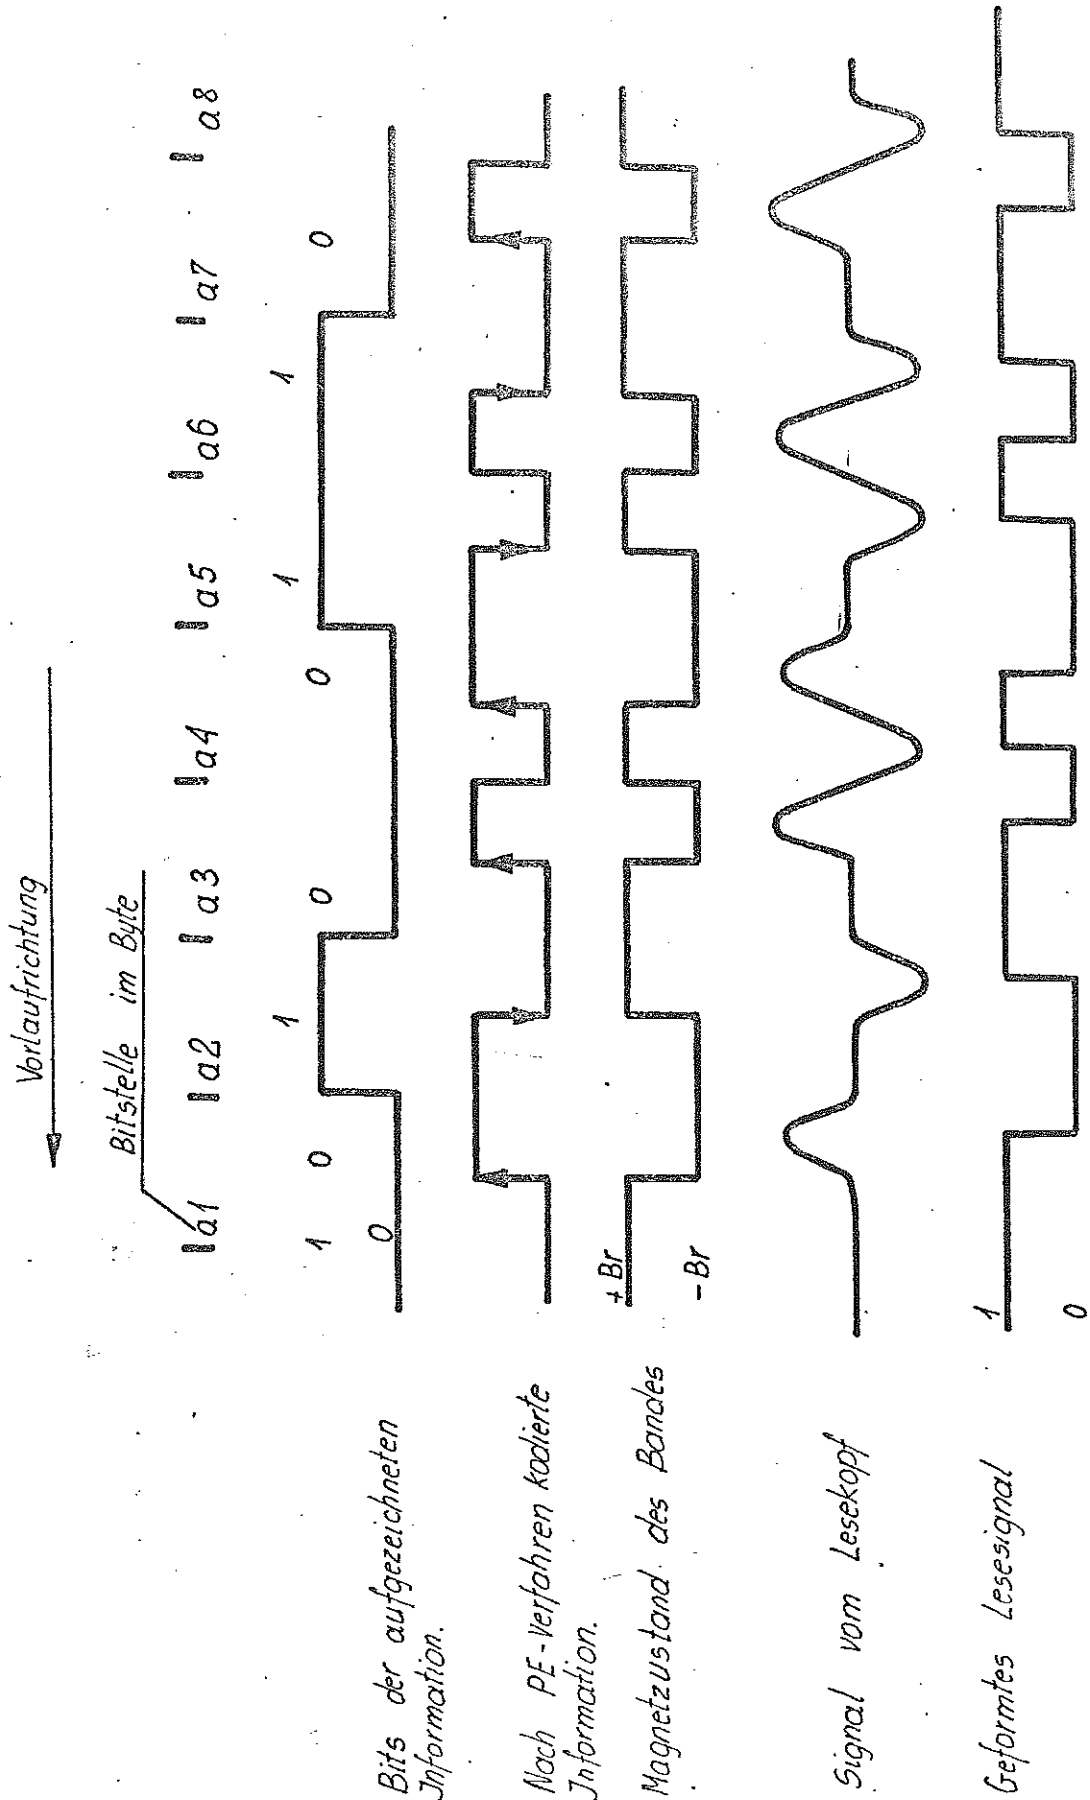 Vorlaufrichtung
Bitstelle im Byte
a1 a2 a3 a4 a5 a6 a7 a8
Bits der aufgezeichneten
Information.
1 0 1 0 0 1 1 0
0
Nach PE-Verfahren kodierte
Information.
Magnetzustand des Bandes
+Br
-Br
Signal vom Lesekopf
Geformtes Lesesignal
1
0